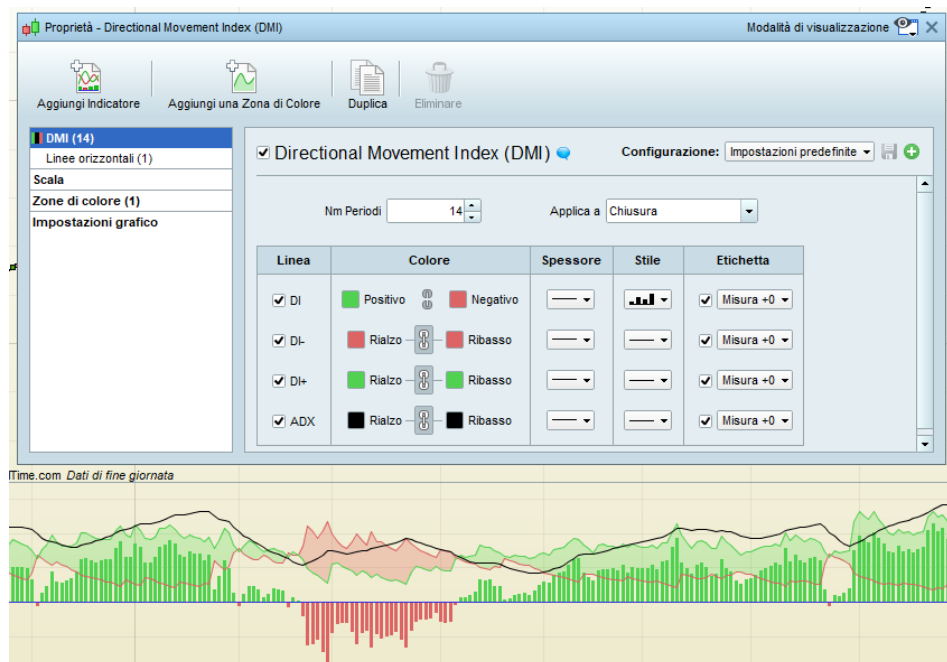 Proprietà - Directional Movement Index (DMI) Modalità di visualizzazione
Aggiungi Indicatore Aggiungi una Zona di Colore Duplica Eliminare
DMI (14)
Linee orizzontali (1)
Scala
Zone di colore (1)
Impostazioni grafico
Directional Movement Index (DMI) Configurazione: Impostazioni predefinite
Nm Periodi 14 Applica a Chiusura
Linea Colore Spessore Stile Etichetta
DI Positivo Negativo Misura +0
DI- Rialzo Ribasso Misura +0
DI+ Rialzo Ribasso Misura +0
ADX Rialzo Ribasso Misura +0
lTime.com Dati di fine giornata